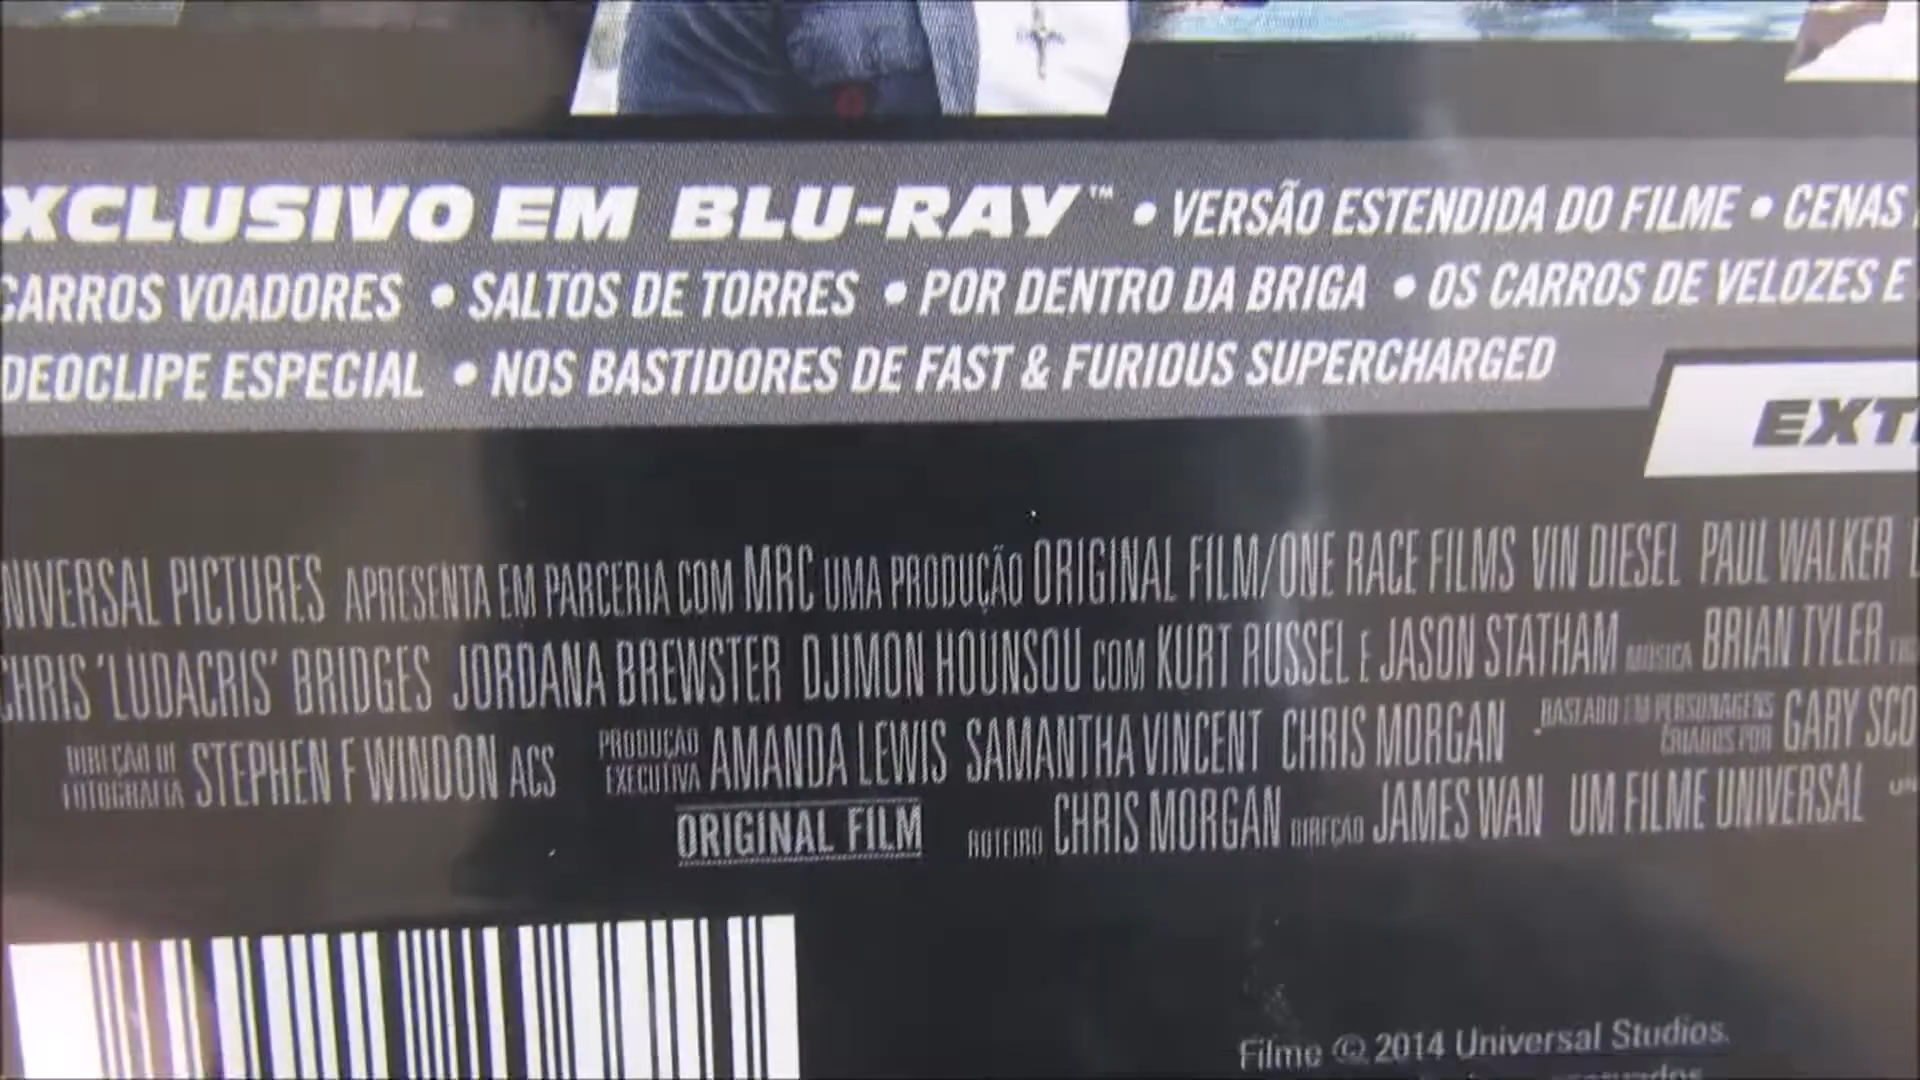 XCLUSIVO EM BLU-RAY™ • VERSÃO ESTENDIDA DO FILME • CENAS
CARROS VOADORES • SALTOS DE TORRES • POR DENTRO DA BRIGA • OS CARROS DE VELOZES E
DEOCLIPE ESPECIAL • NOS BASTIDORES DE FAST & FURIOUS SUPERCHARGED
EXT
NIVERSAL PICTURES APRESENTA EM PARCERIA COM MRC UMA PRODUÇÃO ORIGINAL FILM/ONE RACE FILMS VIN DIESEL PAUL WALKER
CHRIS 'LUDACRIS' BRIDGES JORDANA BREWSTER DJIMON HOUNSOU COM KURT RUSSEL E JASON STATHAM MÚSICA BRIAN TYLER
DIREÇÃO DE FOTOGRAFIA STEPHEN F WINDON ACS PRODUÇÃO EXECUTIVA AMANDA LEWIS SAMANTHA VINCENT CHRIS MORGAN BASEADO EM PERSONAGENS CRIADOS POR GARY SCO
ORIGINAL FILM ROTEIRO CHRIS MORGAN DIREÇÃO JAMES WAN UM FILME UNIVERSAL
Filme © 2014 Universal Studios.